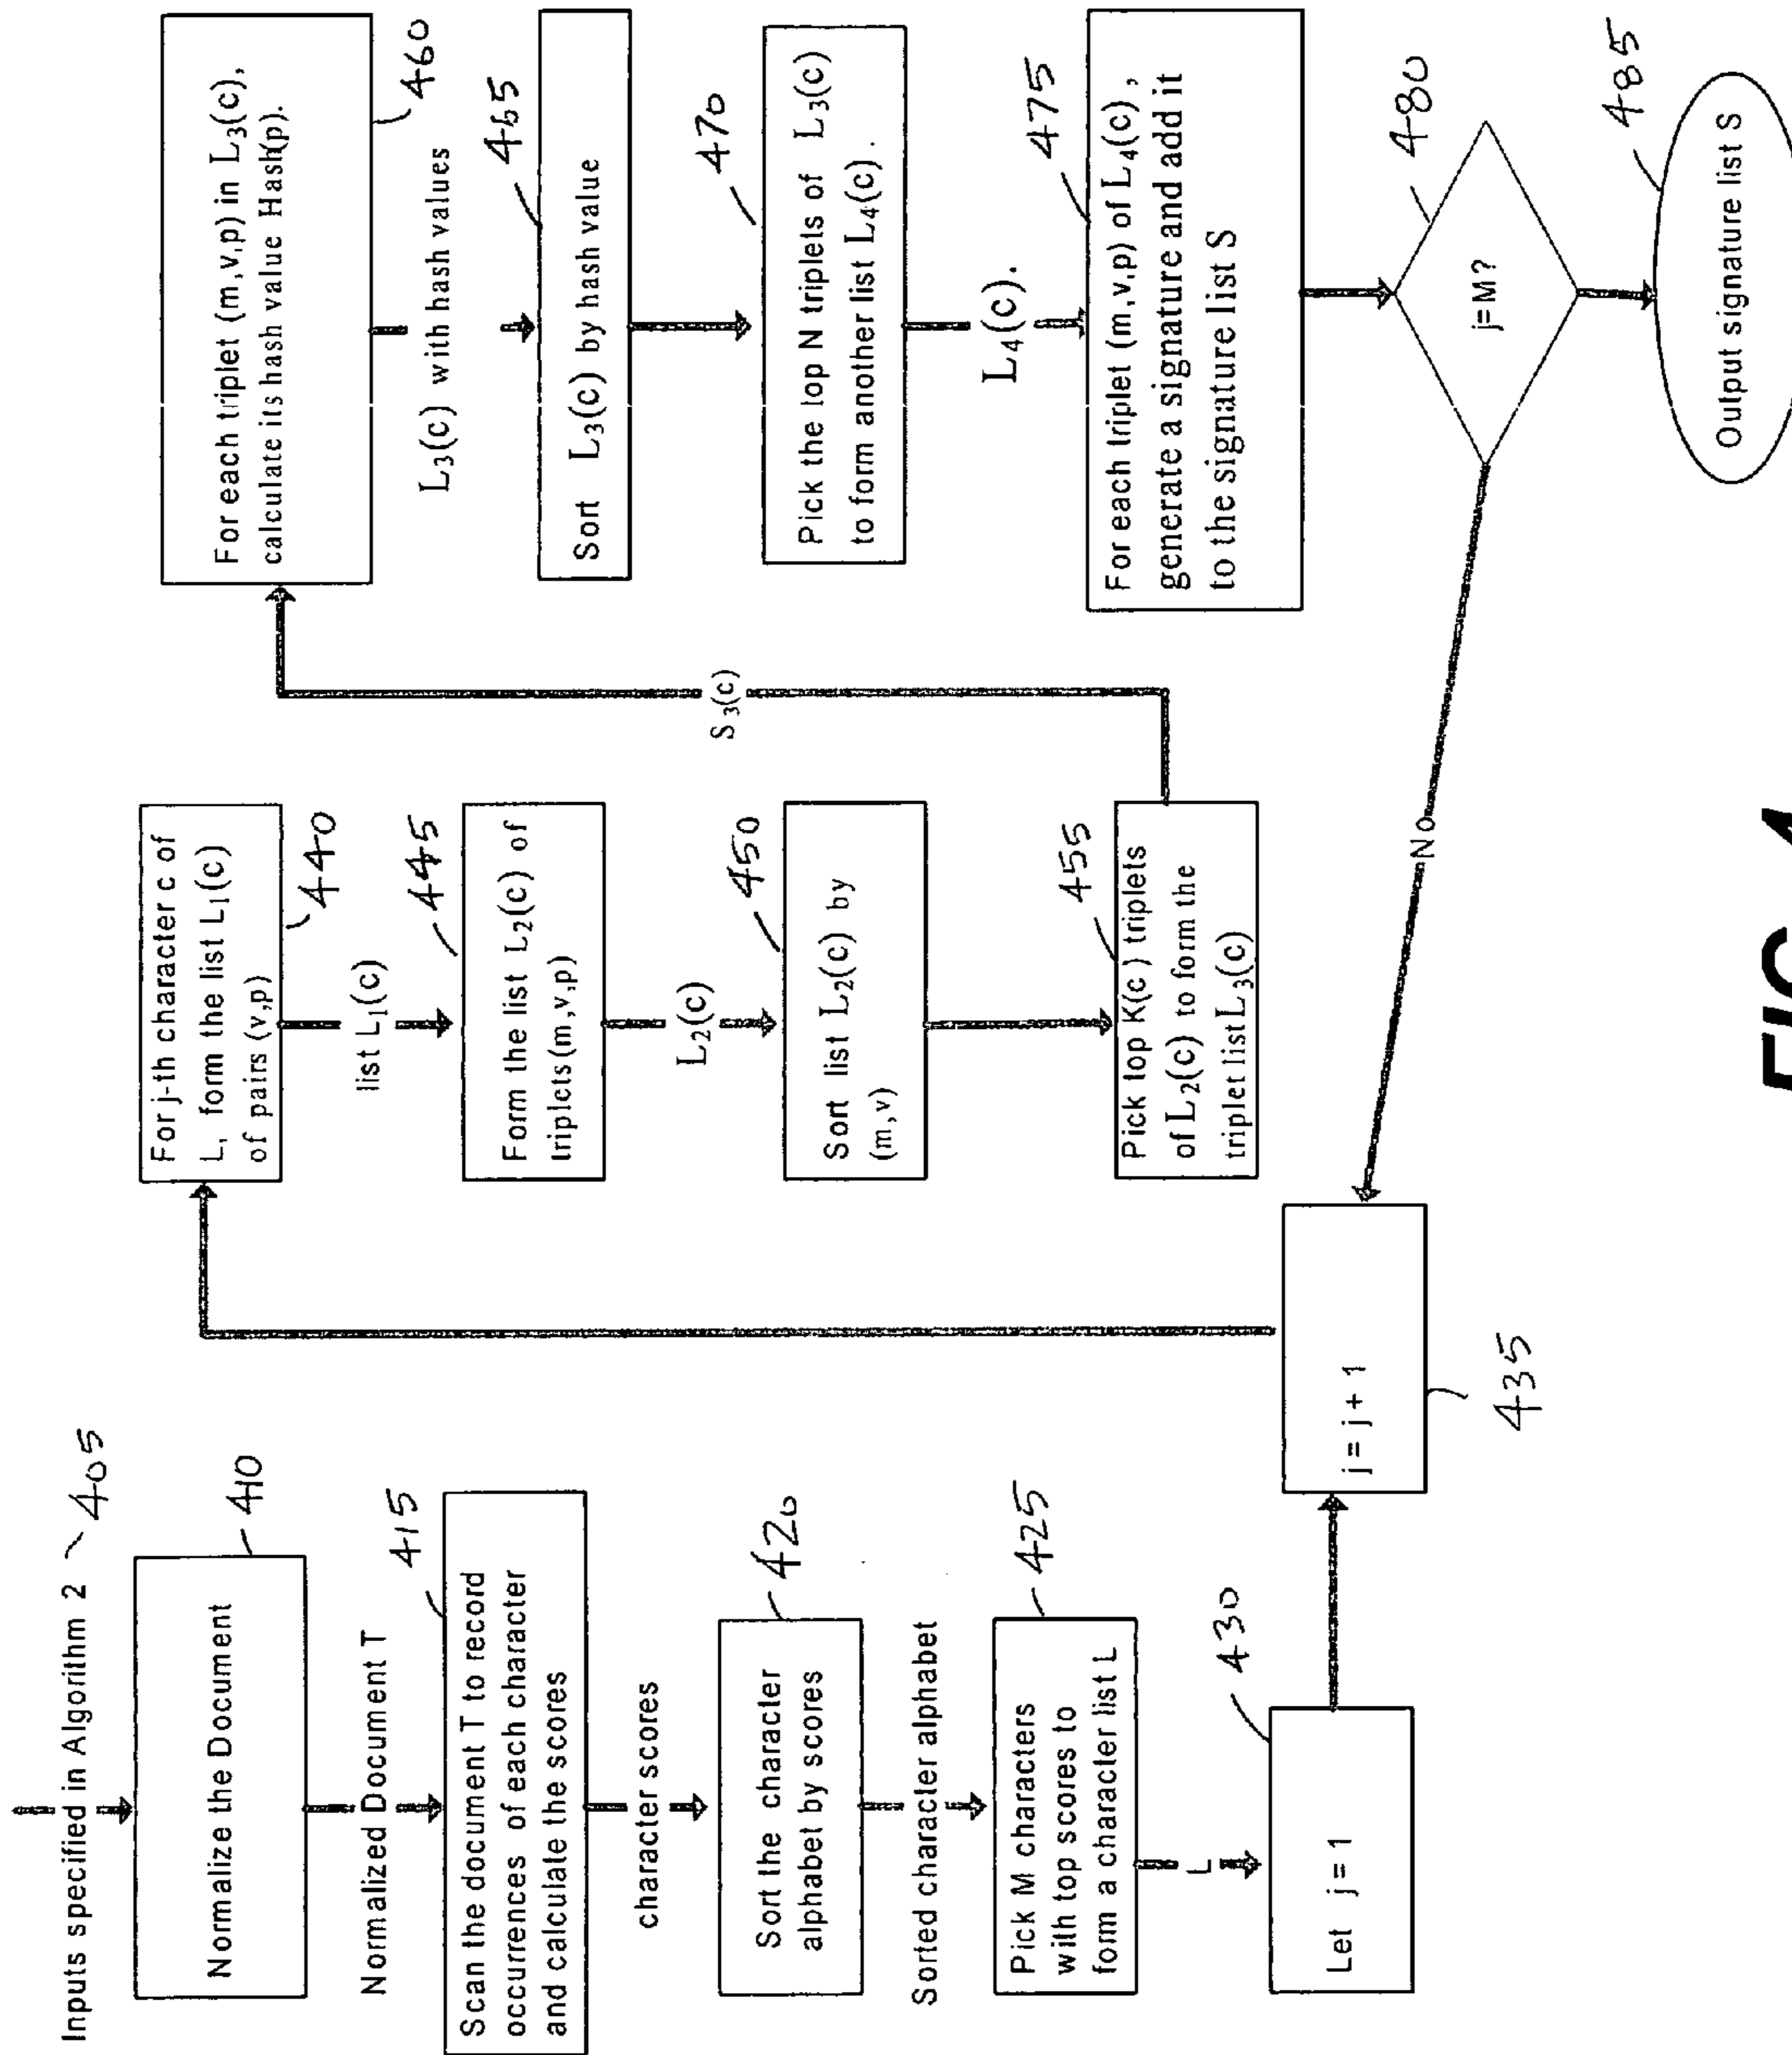 Inputs specified in Algorithm 2
405
Normalize the Document
410
Normalized Document T
Scan the document T to record
occurrences of each character
and calculate the scores
415
character scores
Sort the character
alphabet by scores
420
Sorted character alphabet
Pick M characters
with top scores to
form a character list L
425
L
Let j = 1
430
j = j + 1
435
For j-th character c of
L, form the list L₁(c)
of pairs (v,p)
440
list L₁(c)
Form the list L₂(c) of
triplets (m,v,p)
445
L₂(c)
Sort list L₂(c) by
(m,v)
450
Pick top K(c) triplets
of L₂(c) to form the
triplet list L₃(c)
455
S₃(c)
For each triplet (m,v,p) in L₃(c),
calculate its hash value Hash(p).
460
L₃(c) with hash values
Sort L₃(c) by hash value
465
Pick the top N triplets of L₃(c)
to form another list L₄(c).
470
L₄(c).
For each triplet (m,v,p) of L₄(c),
generate a signature and add it
to the signature list S
475
j=M?
480
No
Output signature list S
485